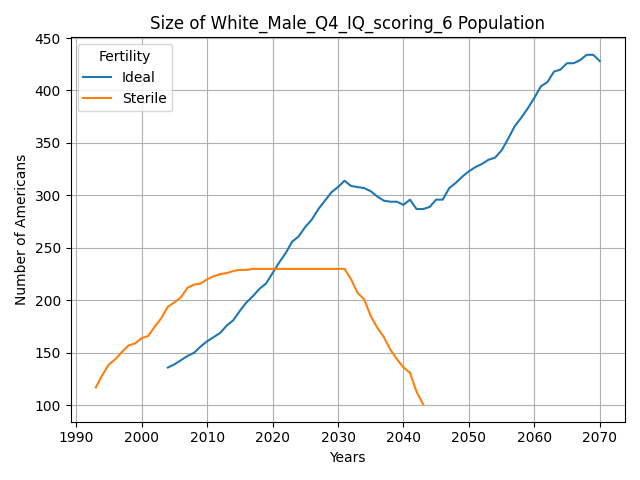 Size of White_Male_Q4_IQ_scoring_6 Population
Fertility
Ideal
Sterile
Number of Americans
450
400
350
300
250
200
150
100
1990 2000 2010 2020 2030 2040 2050 2060 2070
Years